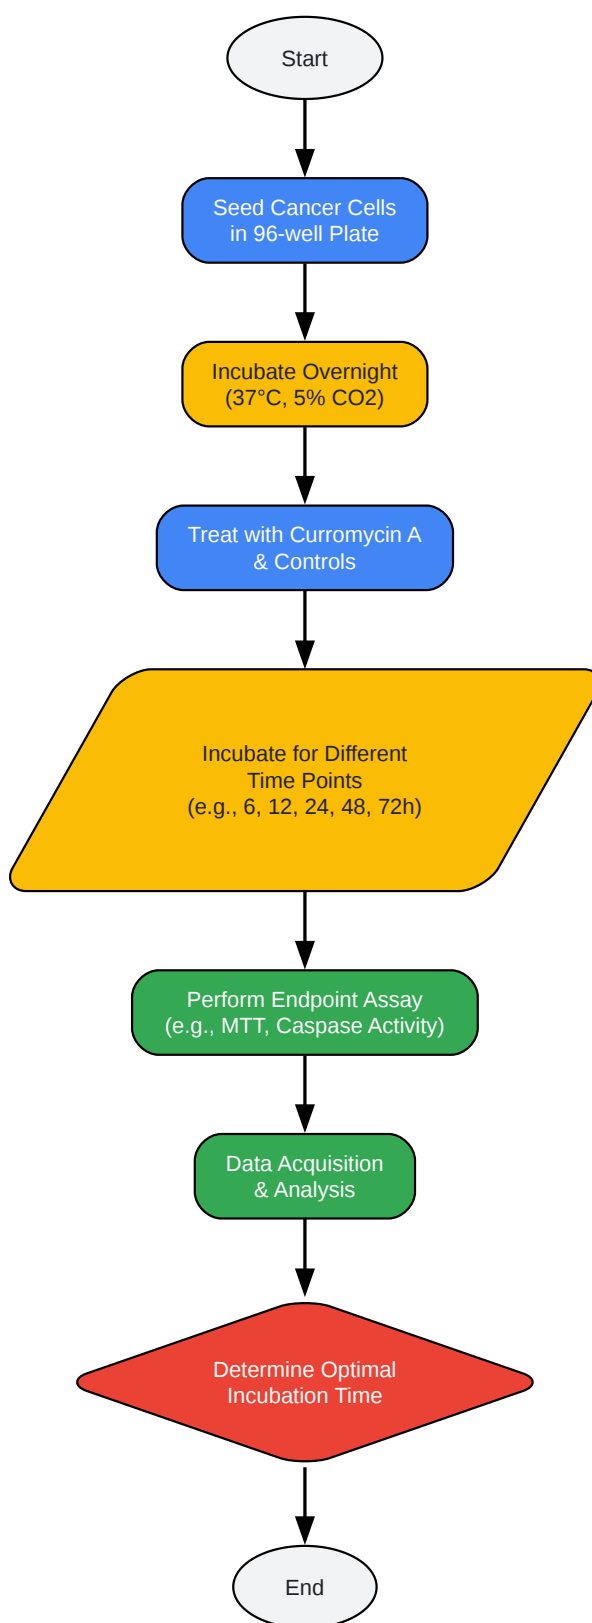 Start
Seed Cancer Cells
in 96-well Plate
Incubate Overnight
(37°C, 5% CO2)
Treat with Curromycin A
& Controls
Incubate for Different
Time Points
(e.g., 6, 12, 24, 48, 72h)
Perform Endpoint Assay
(e.g., MTT, Caspase Activity)
Data Acquisition
& Analysis
Determine Optimal
Incubation Time
End